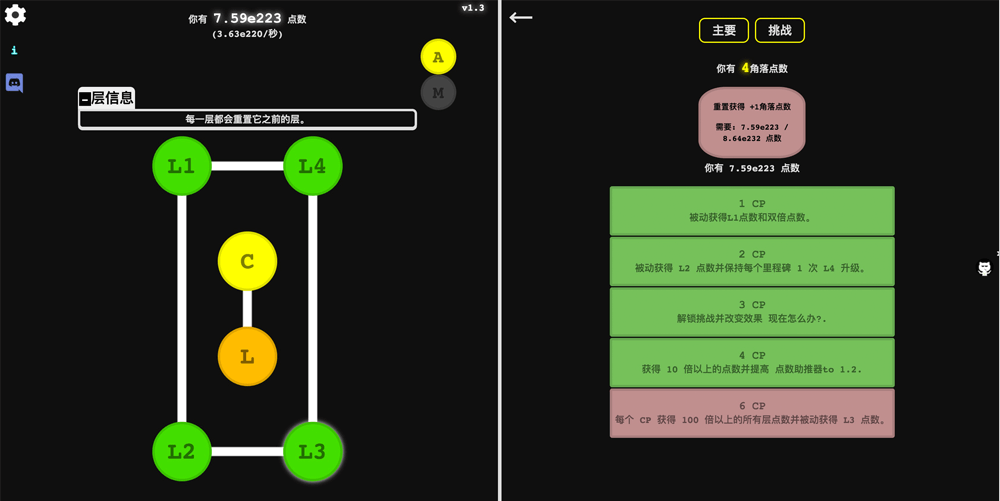 你有 7.59e223 点数
(3.63e220/秒)
v1.3
i
A
M
-层信息
每一层都会重置它之前的层。
L1
L4
C
L
L2
L3
主要
挑战
你有 4角落点数
重置获得 +1角落点数
需要: 7.59e223 /
8.64e232 点数
你有 7.59e223 点数
1 CP
被动获得L1点数和双倍点数。
2 CP
被动获得 L2 点数并保持每个里程碑 1 次 L4 升级。
3 CP
解锁挑战并改变效果 现在怎么办?.
4 CP
获得 10 倍以上的点数并提高 点数助推器to 1.2.
6 CP
每个 CP 获得 100 倍以上的所有层点数并被动获得 L3 点数。